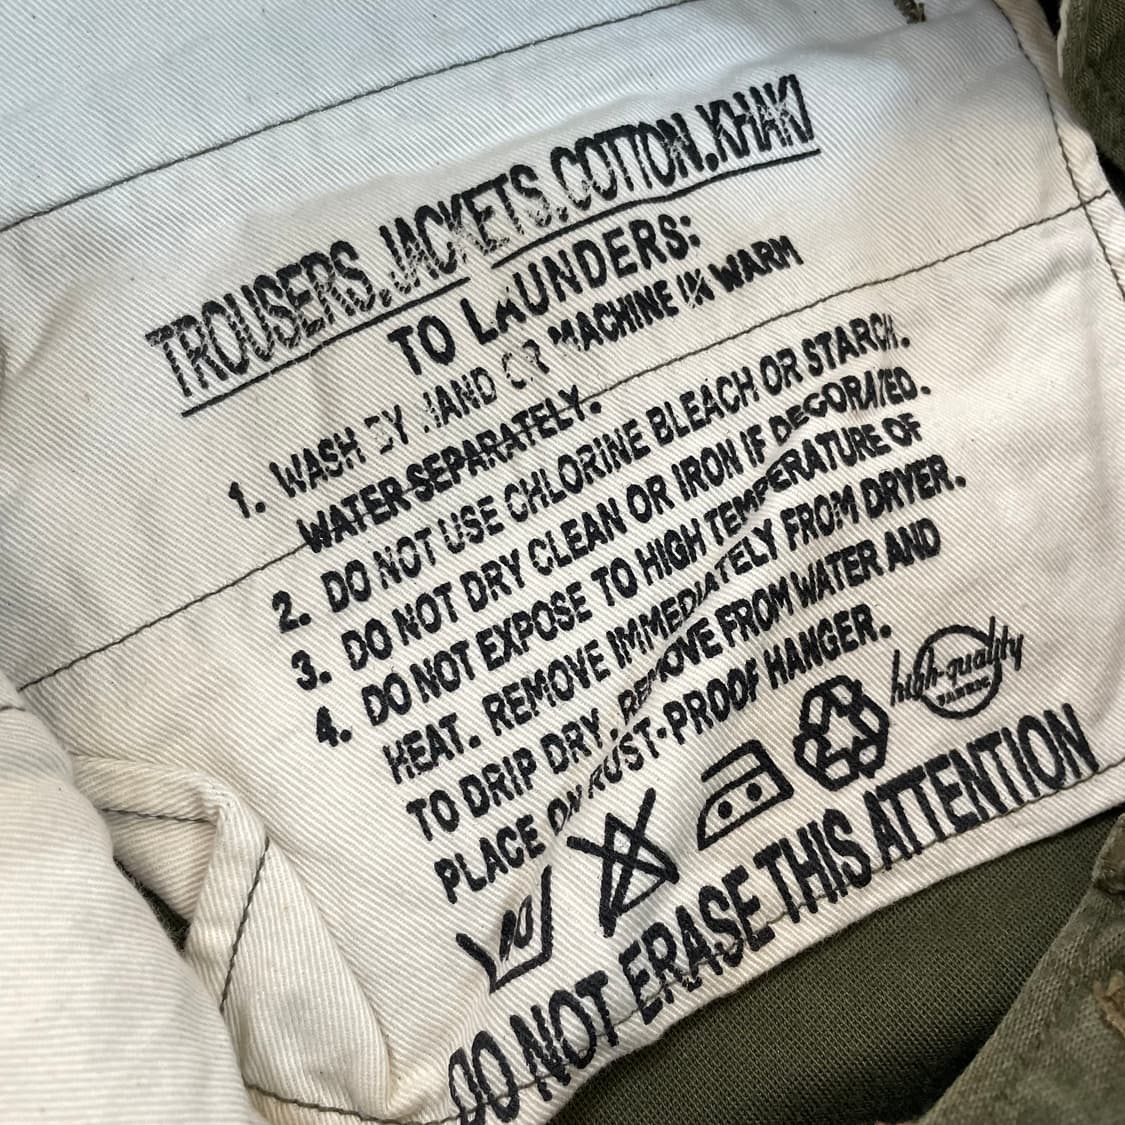 TROUSERS.JACKETS.COTTON.KHAKI
TO LAUNDERS:
1. WASH BY HAND OR MACHINE IN WARM
WATER SEPARATELY.
2. DO NOT USE CHLORINE BLEACH OR STARCH.
3. DO NOT DRY CLEAN OR IRON IF DECORATED.
4. DO NOT EXPOSE TO HIGH TEMPERATURE OF
HEAT. REMOVE IMMEDIATELY FROM DRYER.
TO DRIP DRY, REMOVE FROM WATER AND
PLACE ON RUST-PROOF HANGER.
high-quality
FABRIC
DO NOT ERASE THIS ATTENTION